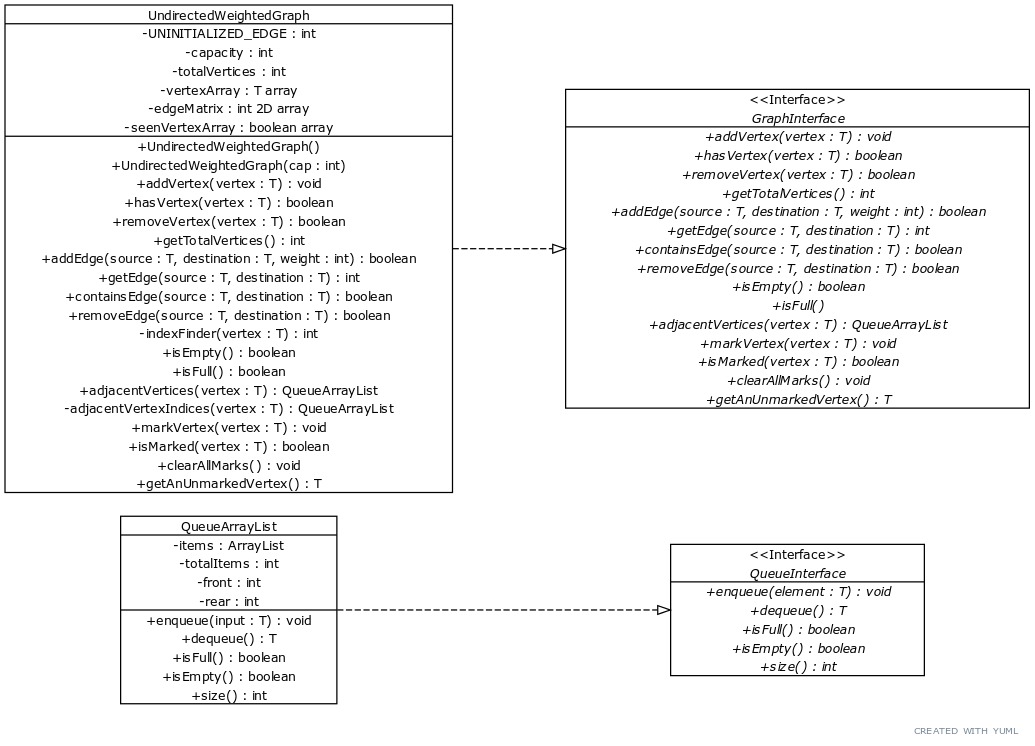 UndirectedWeightedGraph
-UNINITIALIZED_EDGE : int
-capacity : int
-totalVertices : int
-vertexArray : T array
-edgeMatrix : int 2D array
-seenVertexArray : boolean array
+UndirectedWeightedGraph()
+UndirectedWeightedGraph(cap : int)
+addVertex(vertex : T) : void
+hasVertex(vertex : T) : boolean
+removeVertex(vertex : T) : boolean
+getTotalVertices() : int
+addEdge(source : T, destination : T, weight : int) : boolean
+getEdge(source : T, destination : T) : int
+containsEdge(source : T, destination : T) : boolean
+removeEdge(source : T, destination : T) : boolean
-indexFinder(vertex : T) : int
+isEmpty() : boolean
+isFull() : boolean
+adjacentVertices(vertex : T) : QueueArrayList
-adjacentVertexIndices(vertex : T) : QueueArrayList
+markVertex(vertex : T) : void
+isMarked(vertex : T) : boolean
+clearAllMarks() : void
+getAnUnmarkedVertex() : T
<<Interface>>
GraphInterface
+addVertex(vertex : T) : void
+hasVertex(vertex : T) : boolean
+removeVertex(vertex : T) : boolean
+getTotalVertices() : int
+addEdge(source : T, destination : T, weight : int) : boolean
+getEdge(source : T, destination : T) : int
+containsEdge(source : T, destination : T) : boolean
+removeEdge(source : T, destination : T) : boolean
+isEmpty() : boolean
+isFull()
+adjacentVertices(vertex : T) : QueueArrayList
+markVertex(vertex : T) : void
+isMarked(vertex : T) : boolean
+clearAllMarks() : void
+getAnUnmarkedVertex() : T
QueueArrayList
-items : ArrayList
-totalItems : int
-front : int
-rear : int
+enqueue(input : T) : void
+dequeue() : T
+isFull() : boolean
+isEmpty() : boolean
+size() : int
<<Interface>>
QueueInterface
+enqueue(element : T) : void
+dequeue() : T
+isFull() : boolean
+isEmpty() : boolean
+size() : int
CREATED WITH YUML